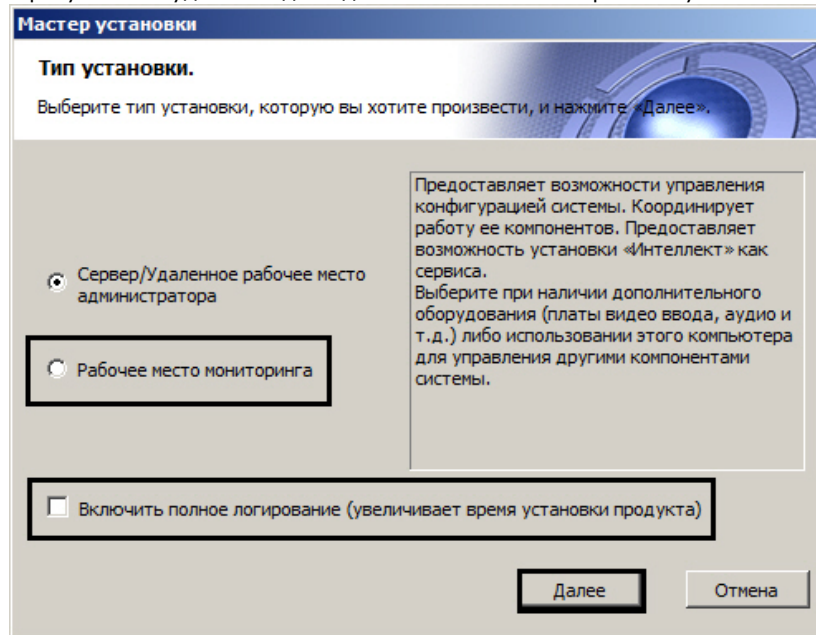 Мастер установки
Тип установки.
Выберите тип установки, которую вы хотите произвести, и нажмите «Далее».
Сервер/Удаленное рабочее место
администратора
Рабочее место мониторинга
Предоставляет возможности управления
конфигурацией системы. Координирует
работу ее компонентов. Предоставляет
возможность установки «Интеллект» как
сервиса.
Выберите при наличии дополнительного
оборудования (платы видео ввода, аудио и
т.д.) либо использовании этого компьютера
для управления другими компонентами
системы.
Включить полное логирование (увеличивает время установки продукта)
Далее
Отмена